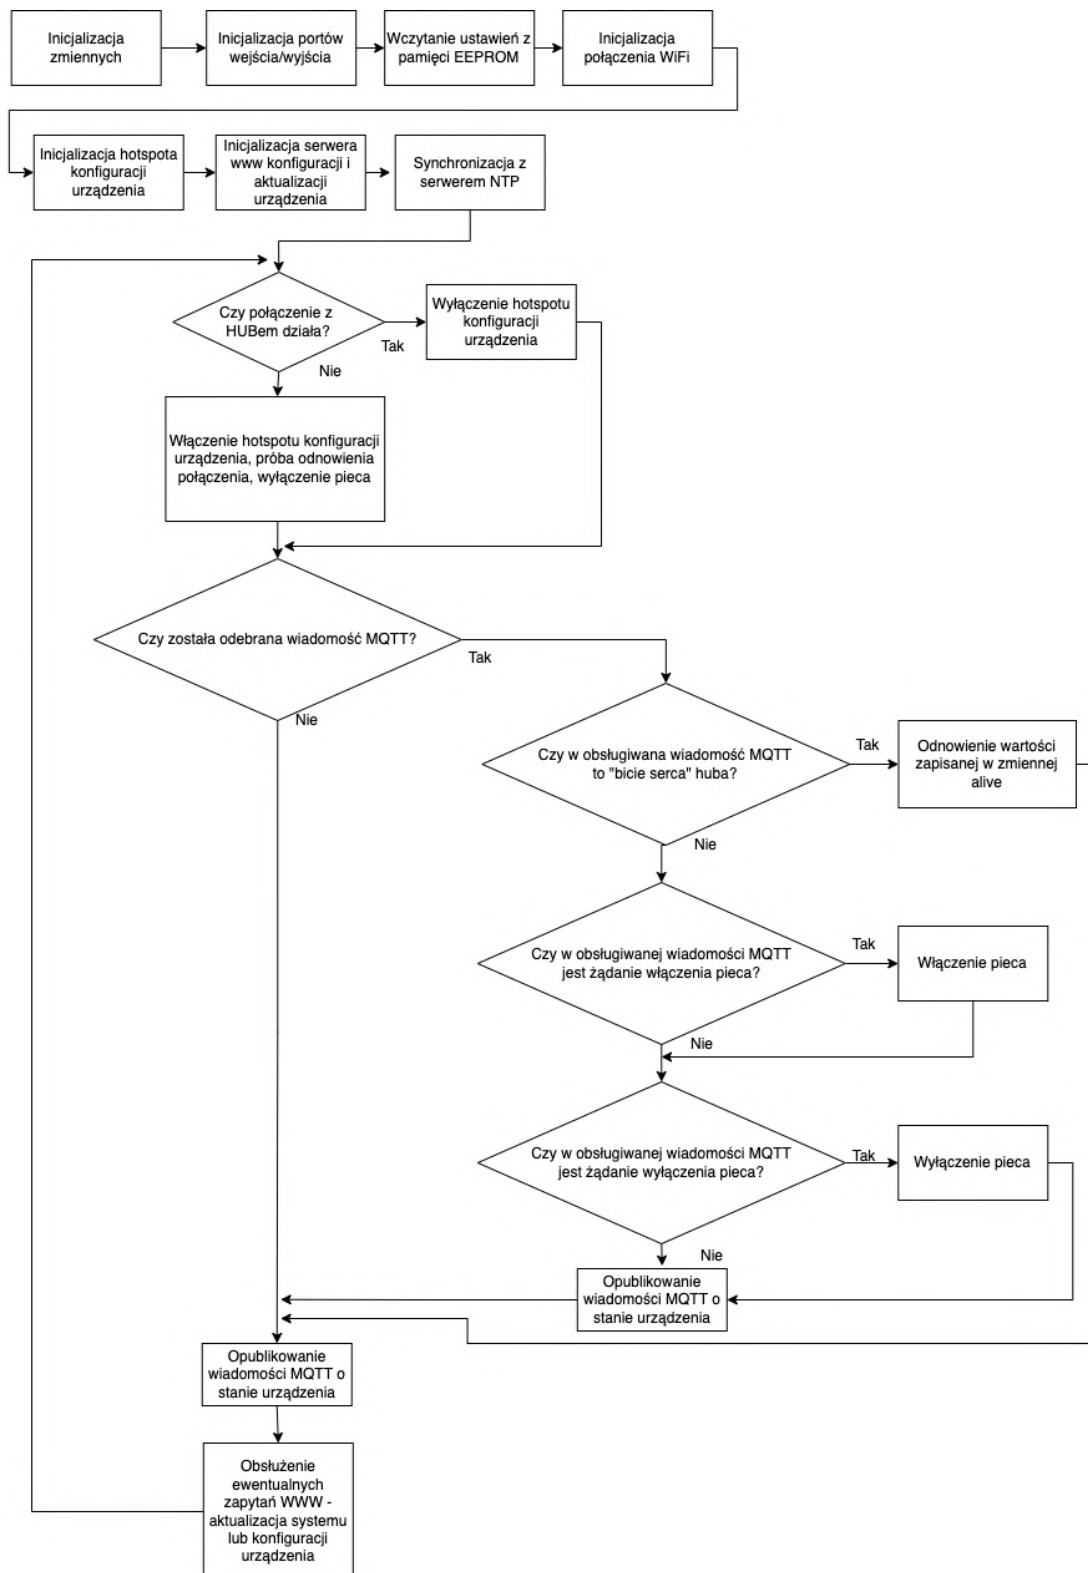 Inicjalizacja
zmiennych
Inicjalizacja portów
wejścia/wyjścia
Wczytanie ustawień z
pamięci EEPROM
Inicjalizacja
połączenia WiFi
Inicjalizacja hotspota
konfiguracji
urządzenia
Inicjalizacja serwera
www konfiguracji i
aktualizacji
urządzenia
Synchronizacja z
serwerem NTP
Czy połączenie z
HUBem działa?
Tak
Nie
Wyłączenie hotspotu
konfiguracji
urządzenia
Włączenie hotspotu konfiguracji
urządzenia, próba odnowienia
połączenia, wyłączenie pieca
Czy została odebrana wiadomość MQTT?
Tak
Nie
Czy w obsługiwana wiadomość MQTT
to "bicie serca" huba?
Tak
Nie
Odnowienie wartości
zapisanej w zmiennej
alive
Czy w obsługiwanej wiadomości MQTT
jest żądanie włączenia pieca?
Tak
Nie
Włączenie pieca
Czy w obsługiwanej wiadomości MQTT
jest żądanie wyłączenia pieca?
Tak
Nie
Wyłączenie pieca
Opublikowanie
wiadomości MQTT o
stanie urządzenia
Opublikowanie
wiadomości MQTT o
stanie urządzenia
Obsłużenie
ewentualnych
zapytań WWW -
aktualizacja systemu
lub konfiguracji
urządzenia